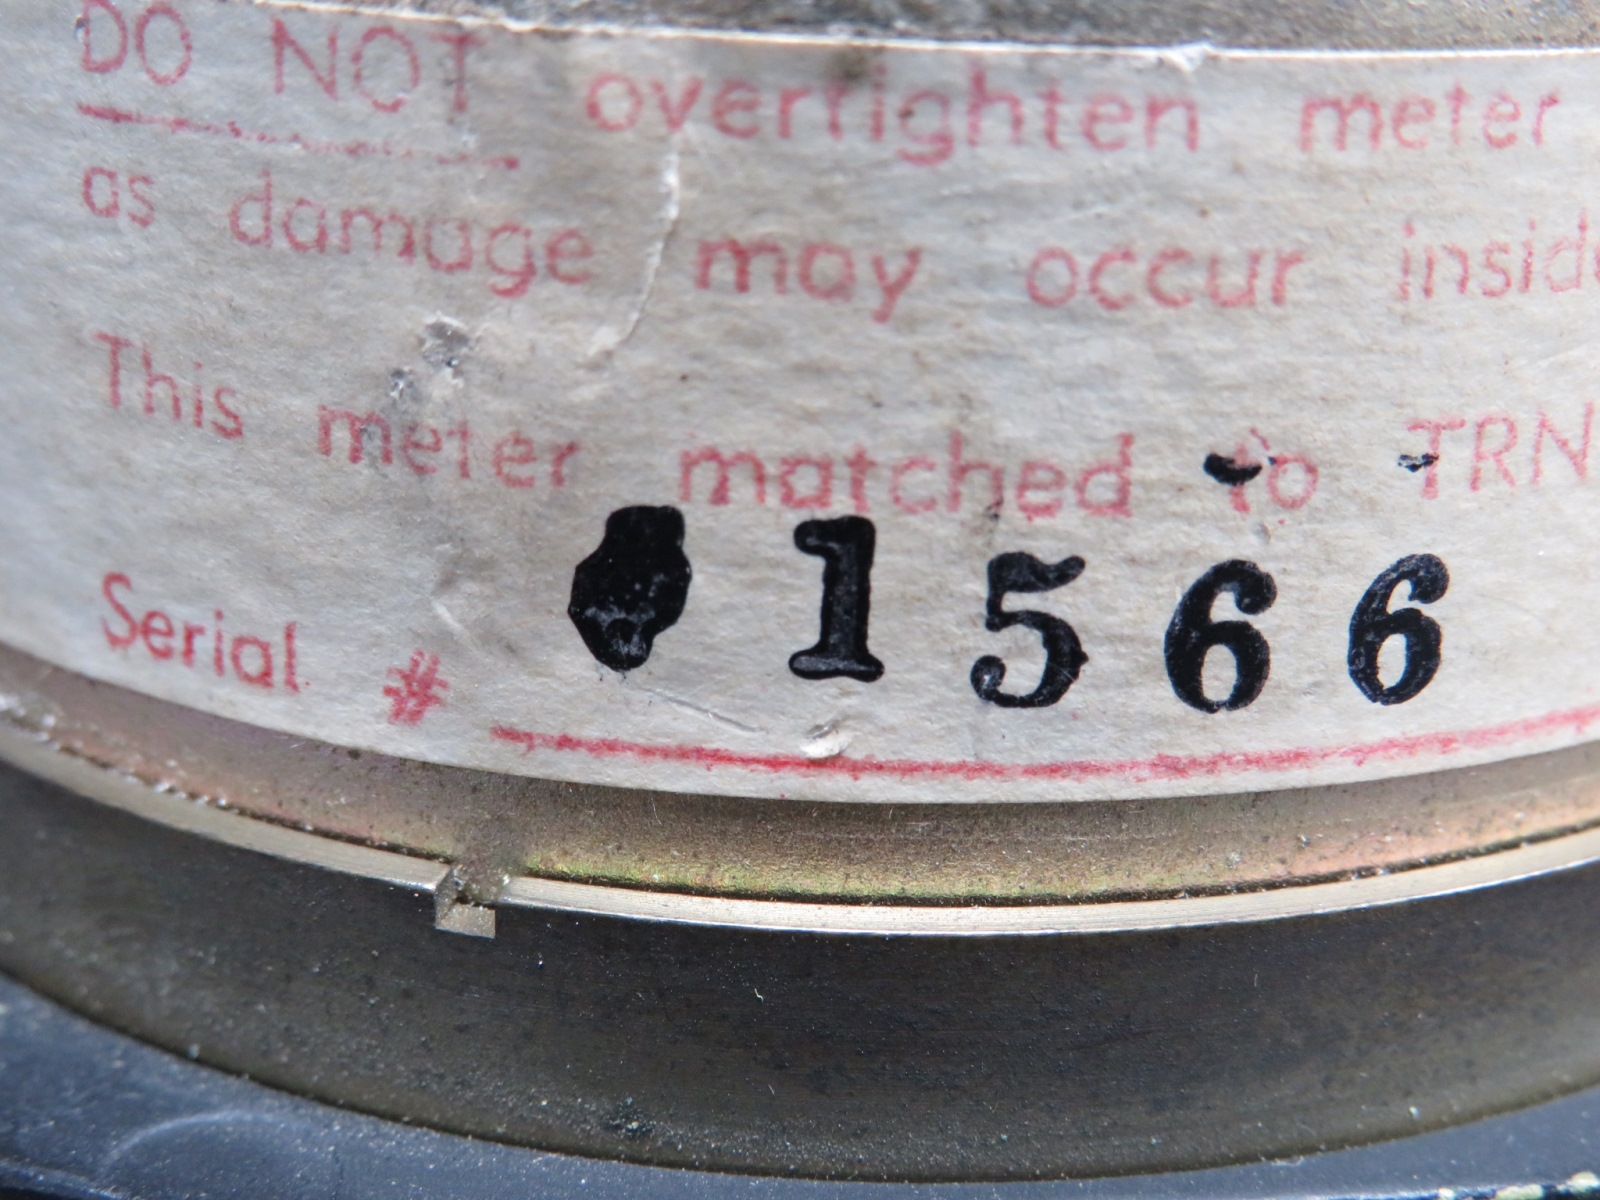 DO NOT overtighten meter
as damage may occur inside
This meter matched to TRN
Serial # 1566